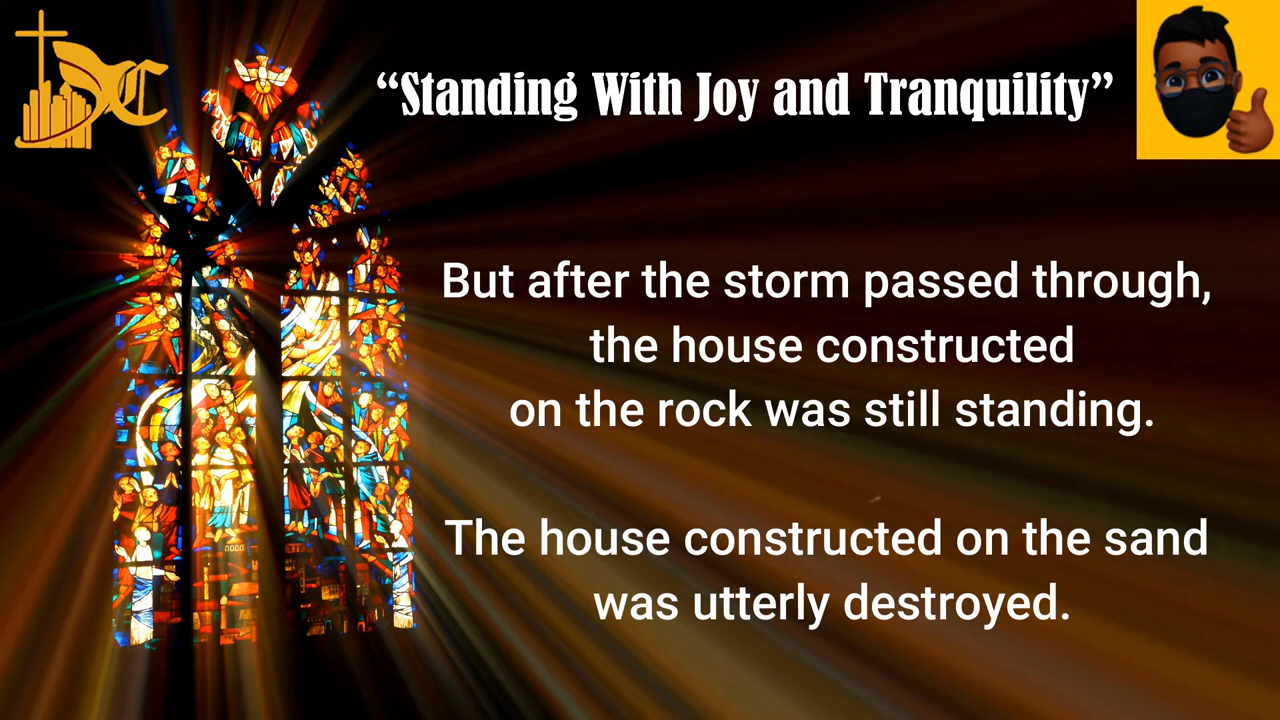 “Standing With Joy and Tranquility”
But after the storm passed through,
the house constructed
on the rock was still standing.
The house constructed on the sand
was utterly destroyed.